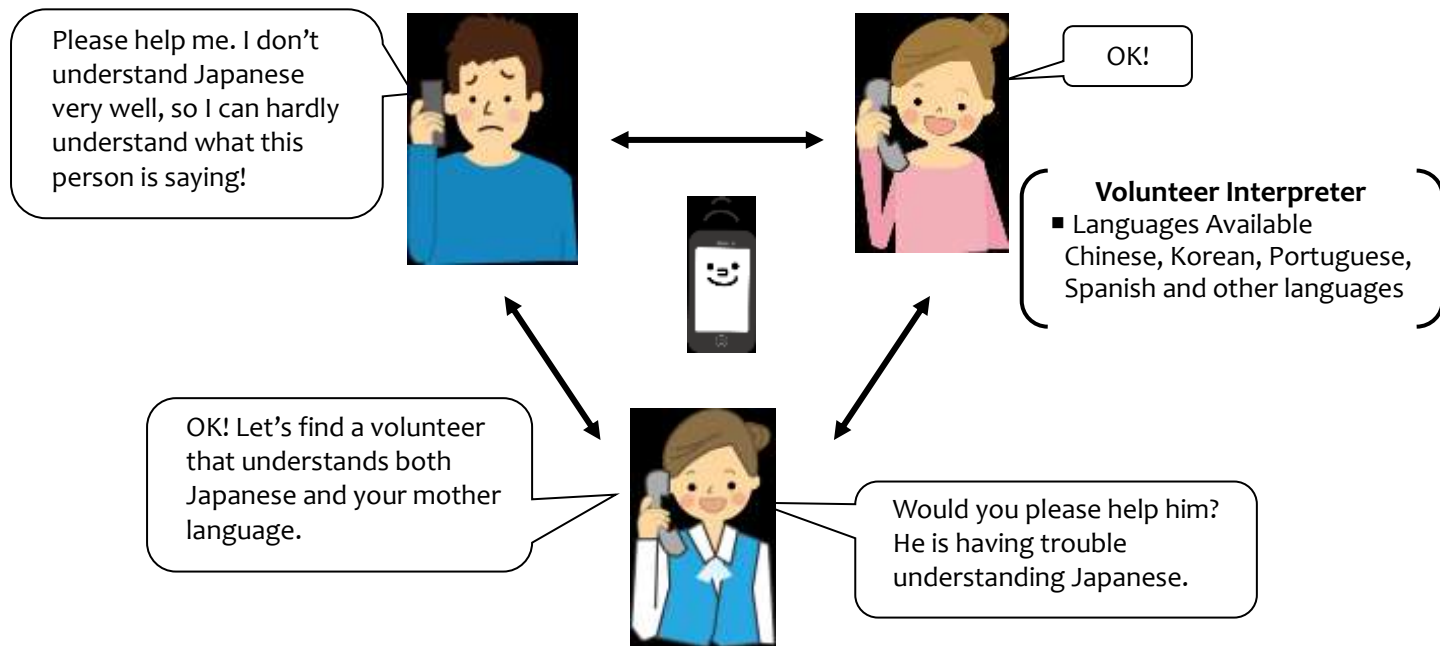 Please help me. I don’t
understand Japanese
very well, so I can hardly
understand what this
person is saying!
OK!
Volunteer Interpreter
■ Languages Available
Chinese, Korean, Portuguese,
Spanish and other languages
OK! Let’s find a volunteer
that understands both
Japanese and your mother
language.
Would you please help him?
He is having trouble
understanding Japanese.